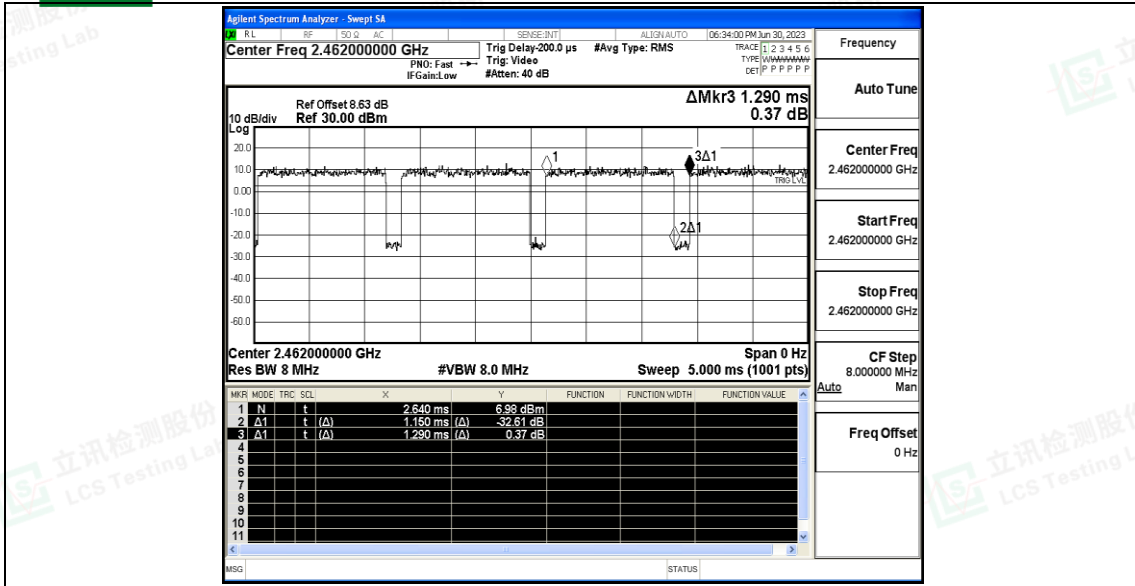 Agilent Spectrum Analyzer - Swept SA
RL RF 50 Ω AC SENSE:INT ALIGN AUTO 06:34:00 PM Jun 30, 2023
Center Freq 2.462000000 GHz
PNO: Fast
IFGain:Low
Trig Delay-200.0 µs
Trig: Video
#Atten: 40 dB
#Avg Type: RMS
TRACE 1 2 3 4 5 6
TYPE WWWWWW
DET P P P P P P
ΔMkr3 1.290 ms
0.37 dB
Ref Offset 8.63 dB
10 dB/div Ref 30.00 dBm
Log
20.0
10.0
0.00
-10.0
-20.0
-30.0
-40.0
-50.0
-60.0
1
3Δ1
TRIG LVL
2Δ1
Center 2.462000000 GHz Span 0 Hz
Res BW 8 MHz #VBW 8.0 MHz Sweep 5.000 ms (1001 pts)
MKR MODE TRC SCL X Y FUNCTION FUNCTION WIDTH FUNCTION VALUE
1 N t 2.640 ms 6.98 dBm
2 Δ1 t (Δ) 1.150 ms (Δ) -32.61 dB
3 Δ1 t (Δ) 1.290 ms (Δ) 0.37 dB
4
5
6
7
8
9
10
11
MSG STATUS
Frequency
Auto Tune
Center Freq
2.462000000 GHz
Start Freq
2.462000000 GHz
Stop Freq
2.462000000 GHz
CF Step
8.000000 MHz
Auto Man
Freq Offset
0 Hz
立讯检测股份
LCS Testing Lab
立讯检测股份
LCS Testing L